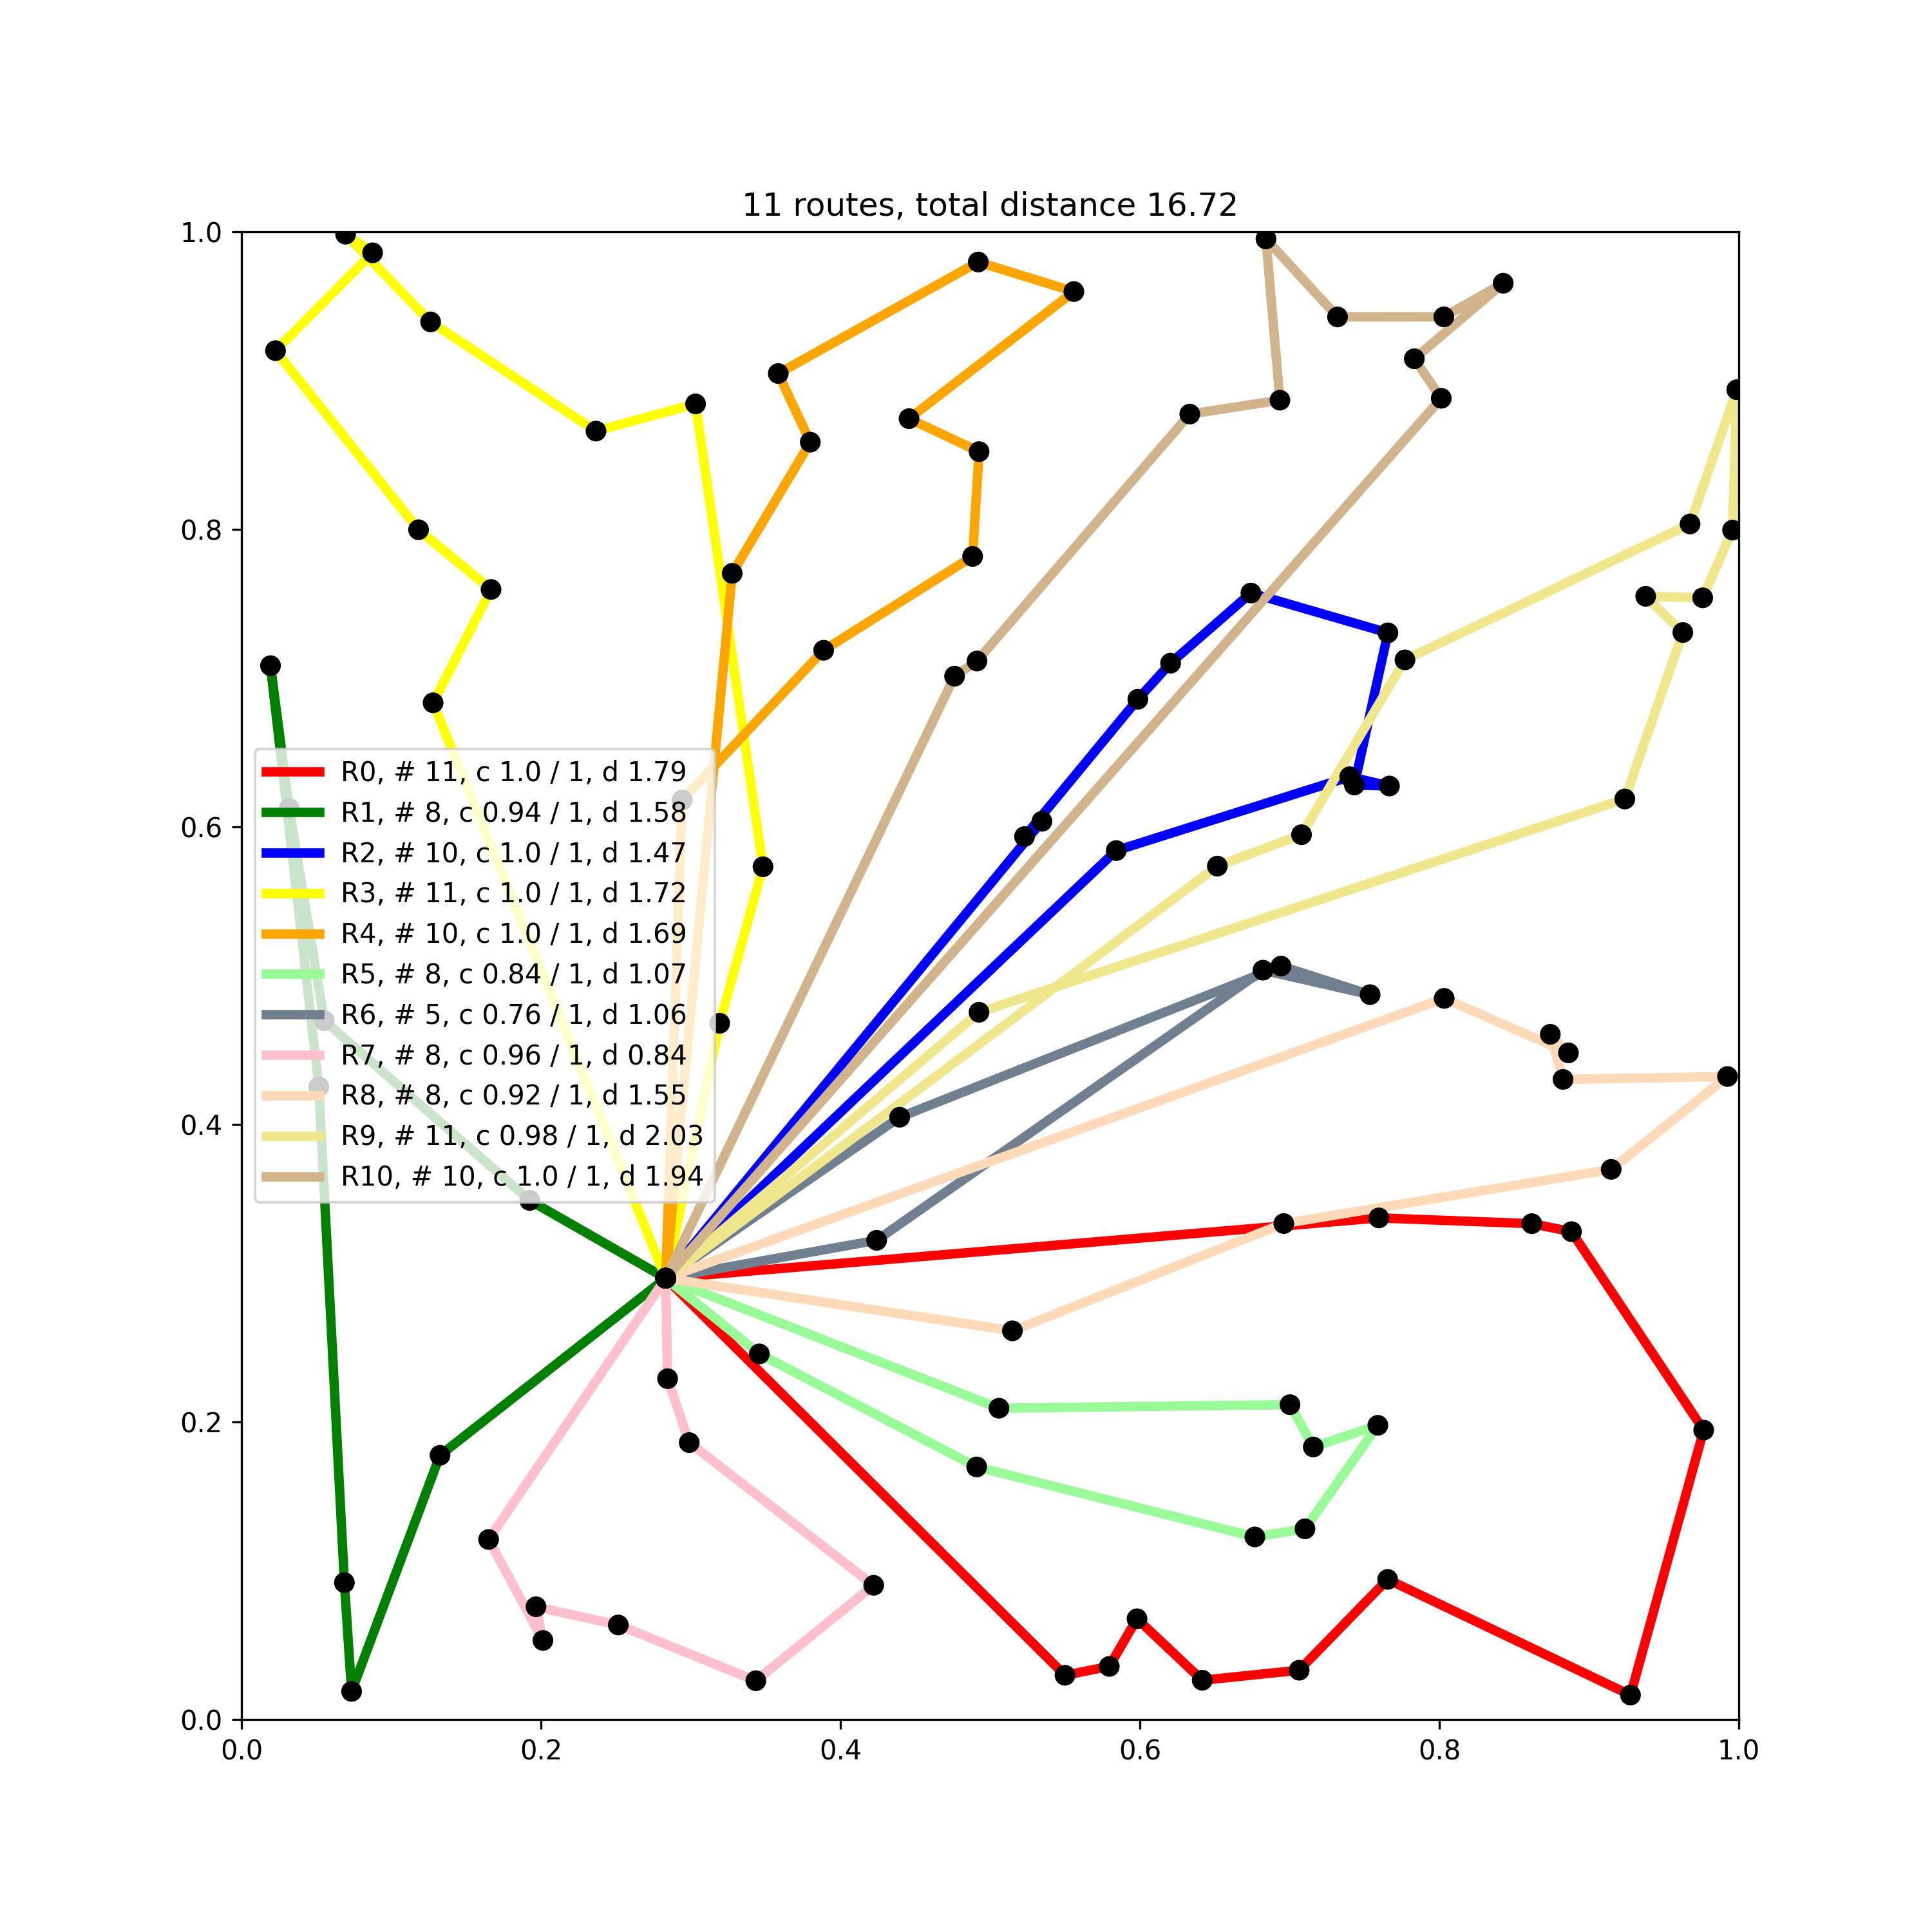 11 routes, total distance 16.72
1.0
0.8
0.6
0.4
0.2
0.0
R0, # 11, c 1.0 / 1, d 1.79
R1, # 8, c 0.94 / 1, d 1.58
R2, # 10, c 1.0 / 1, d 1.47
R3, # 11, c 1.0 / 1, d 1.72
R4, # 10, c 1.0 / 1, d 1.69
R5, # 8, c 0.84 / 1, d 1.07
R6, # 5, c 0.76 / 1, d 1.06
R7, # 8, c 0.96 / 1, d 0.84
R8, # 8, c 0.92 / 1, d 1.55
R9, # 11, c 0.98 / 1, d 2.03
R10, # 10, c 1.0 / 1, d 1.94
0.0 0.2 0.4 0.6 0.8 1.0